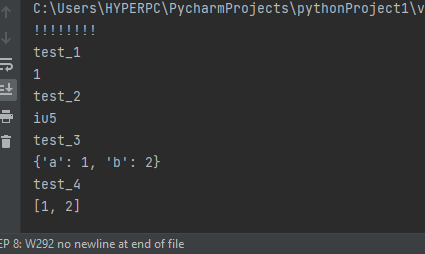 C:\Users\HYPERPC\PycharmProjects\pythonProject1\v
!!!!!!!!
test_1
1
test_2
iu5
test_3
{'a': 1, 'b': 2}
test_4
[1, 2]
EP 8: W292 no newline at end of file